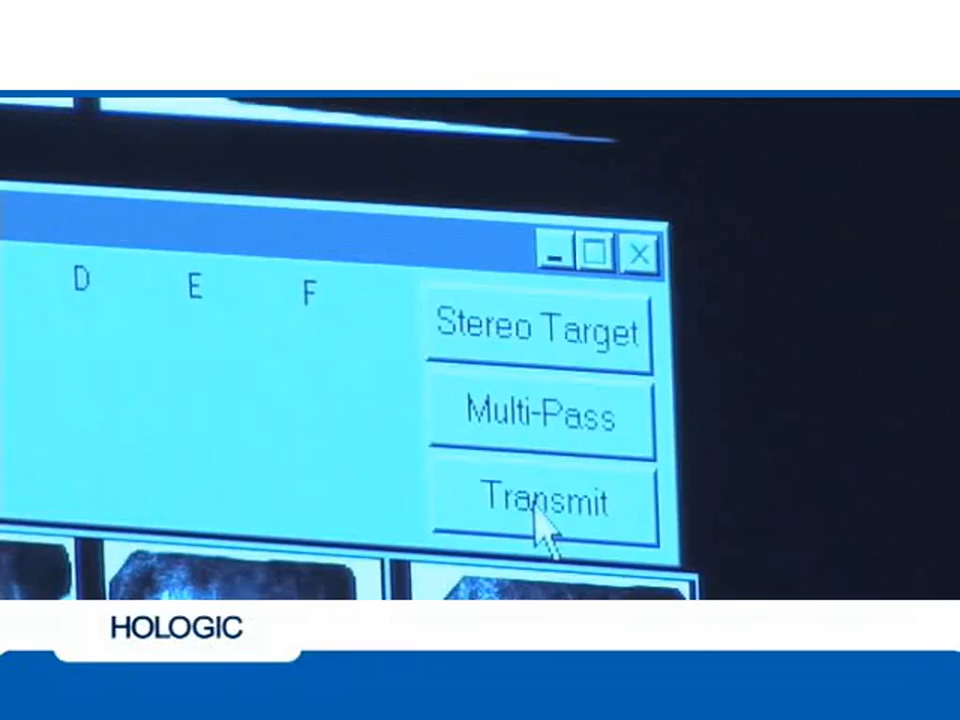 D E F
Stereo Target
Multi-Pass
Transmit
HOLOGIC